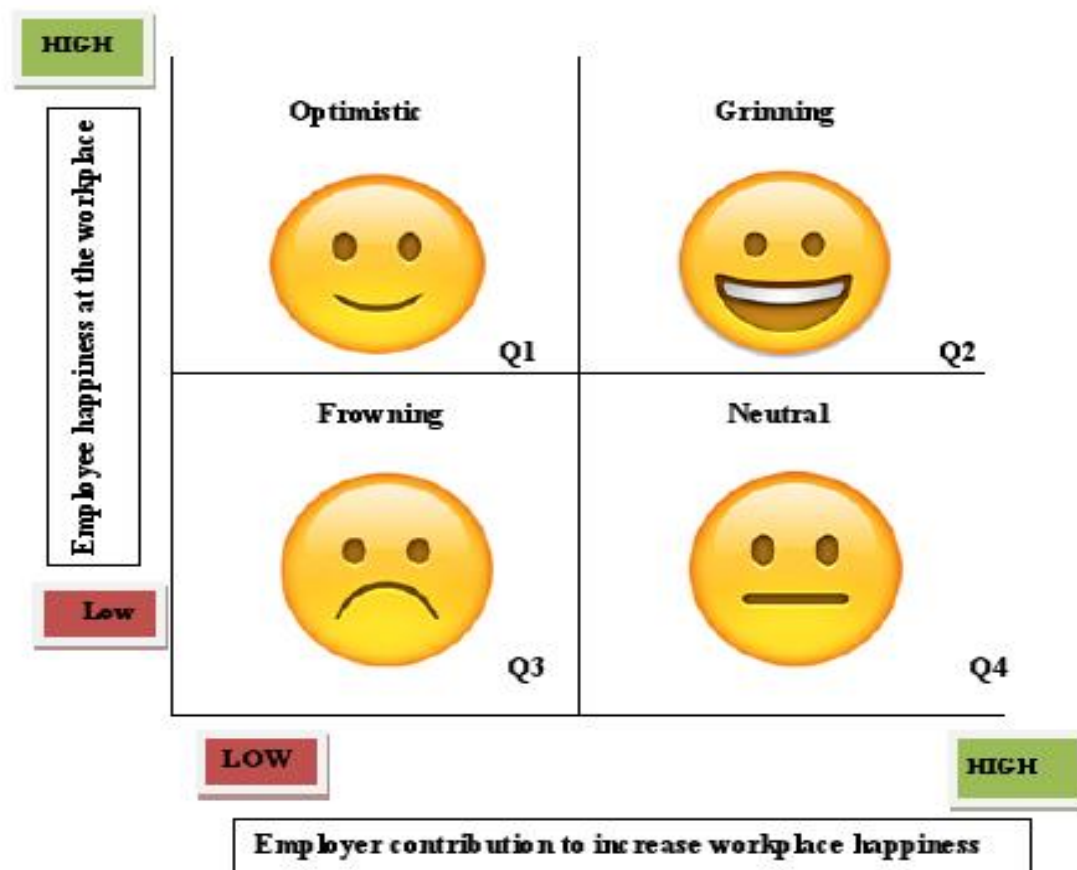 HIGH
Employee happiness at the workplace
Optimistic
Grinning
Q1
Q2
Frowning
Neutral
Low
Q3
Q4
LOW
HIGH
Employer contribution to increase workplace happiness